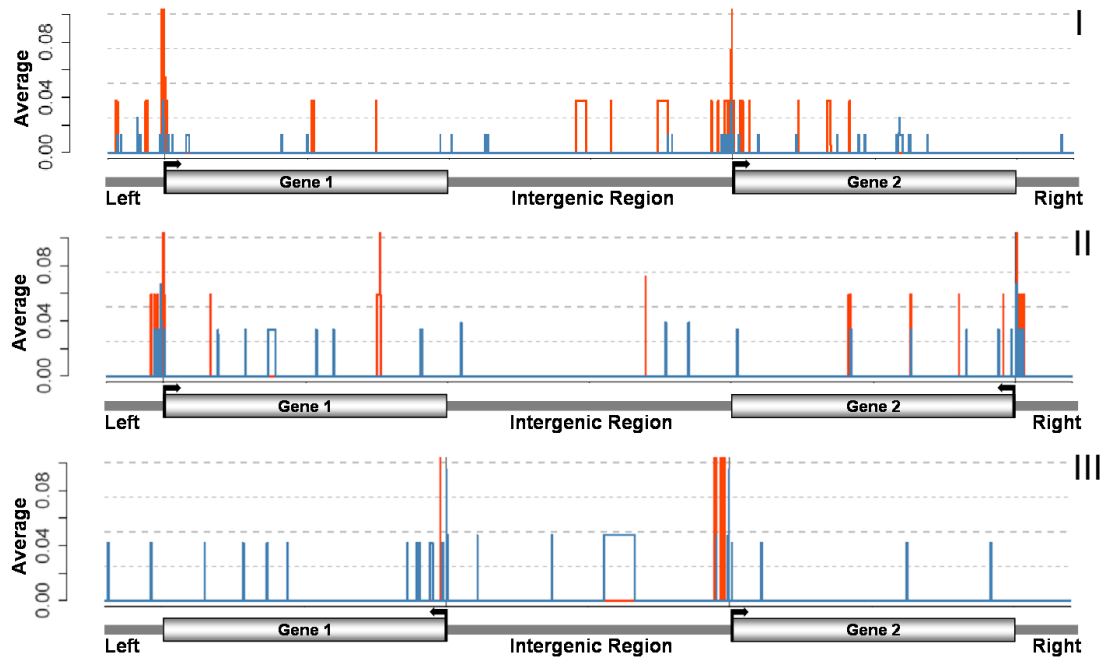 I
Average
0.00 0.04 0.08
Gene 1 Gene 2
Left Intergenic Region Right
II
Average
0.00 0.04 0.08
Gene 1 Gene 2
Left Intergenic Region Right
III
Average
0.00 0.04 0.08
Gene 1 Gene 2
Left Intergenic Region Right